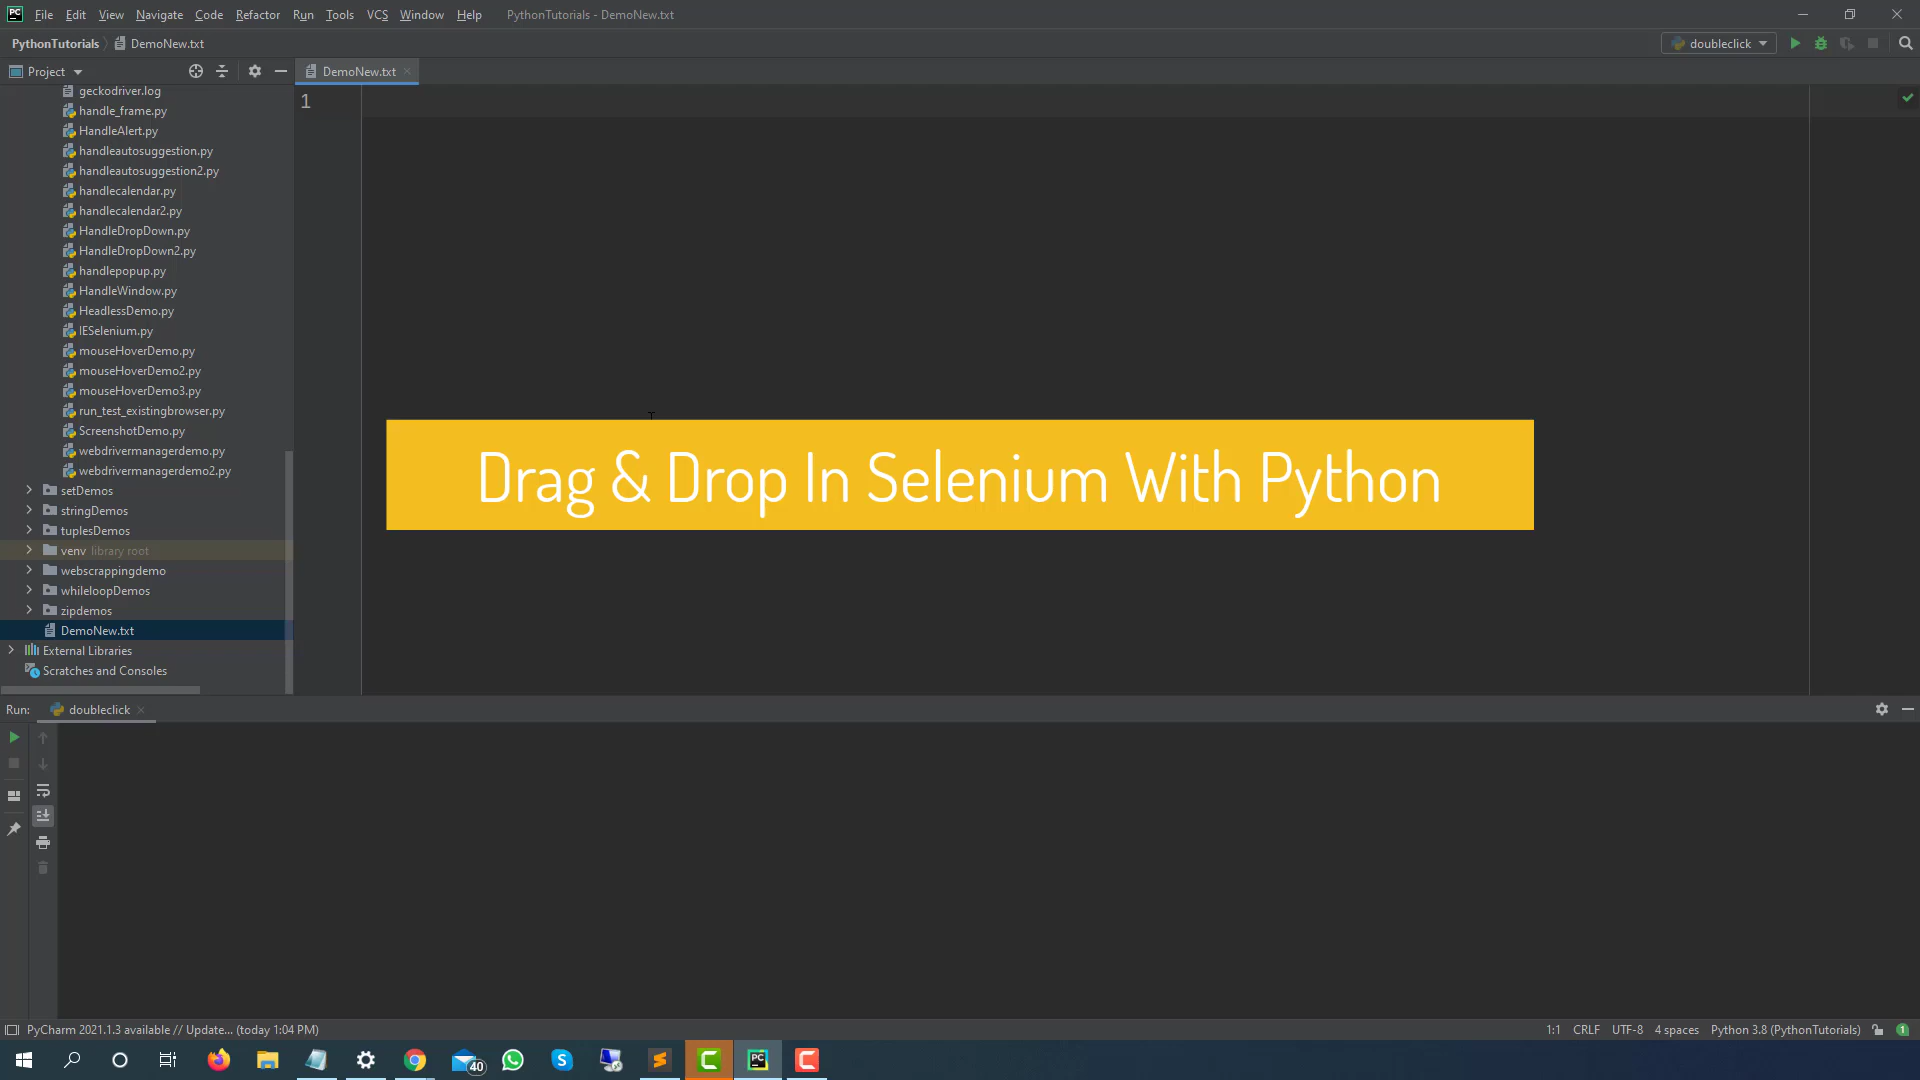 PC File Edit View Navigate Code Refactor Run Tools VCS Window Help PythonTutorials - DemoNew.txt
PythonTutorials DemoNew.txt doubleclick
Project DemoNew.txt
1
geckodriver.log
handle_frame.py
HandleAlert.py
handleautosuggestion.py
handleautosuggestion2.py
handlecalendar.py
handlecalendar2.py
HandleDropDown.py
HandleDropDown2.py
handlepopup.py
HandleWindow.py
HeadlessDemo.py
IESelenium.py
mouseHoverDemo.py
mouseHoverDemo2.py
mouseHoverDemo3.py
run_test_existingbrowser.py
ScreenshotDemo.py
webdrivermanagerdemo.py
webdrivermanagerdemo2.py
setDemos
stringDemos
tuplesDemos
venv library root
webscrappingdemo
whileloopDemos
zipdemos
DemoNew.txt
External Libraries
Scratches and Consoles
Drag & Drop In Selenium With Python
Run: doubleclick
PyCharm 2021.1.3 available // Update... (today 1:04 PM) 1:1 CRLF UTF-8 4 spaces Python 3.8 (PythonTutorials) 1
40 S C PC C